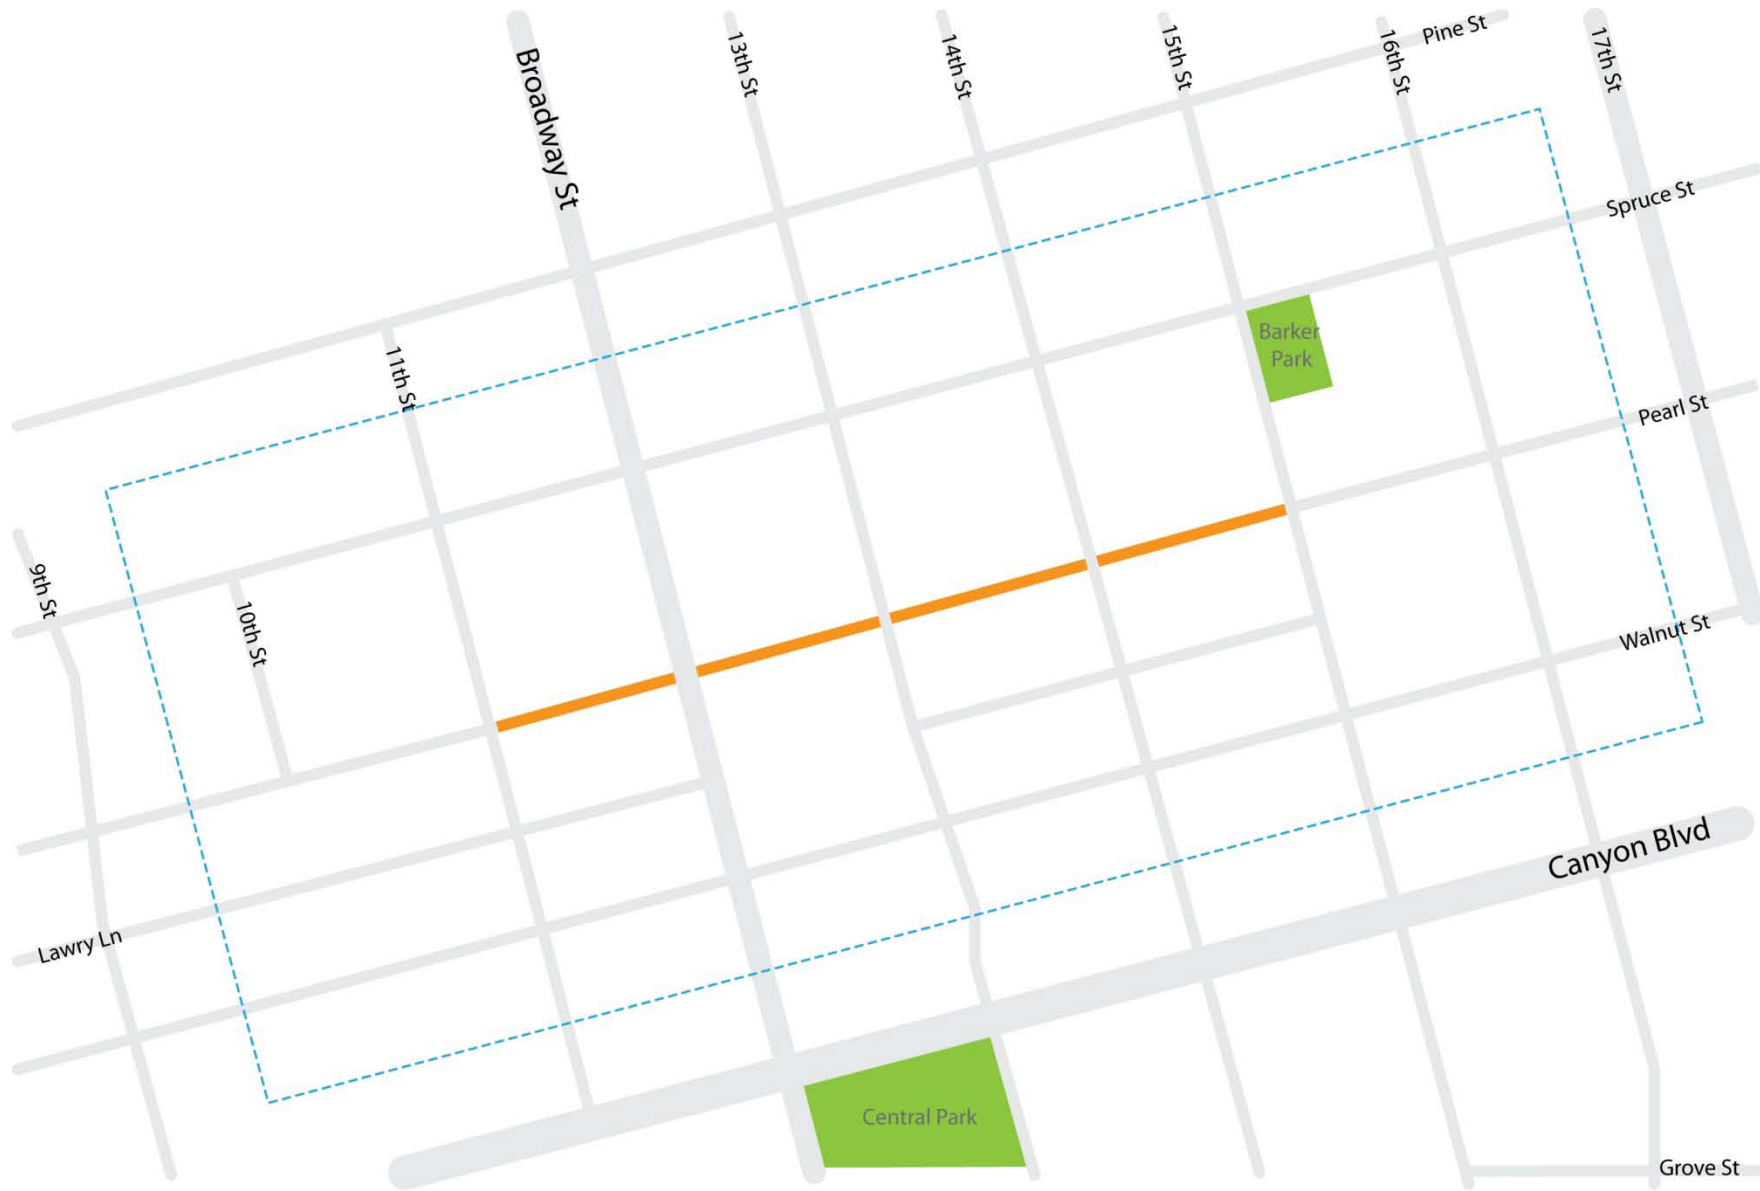 Pine St
13th St
14th St
15th St
16th St
17th St
Broadway St
Spruce St
Barker
Park
11th St
Pearl St
9th St
10th St
Walnut St
Canyon Blvd
Lawry Ln
Central Park
Grove St